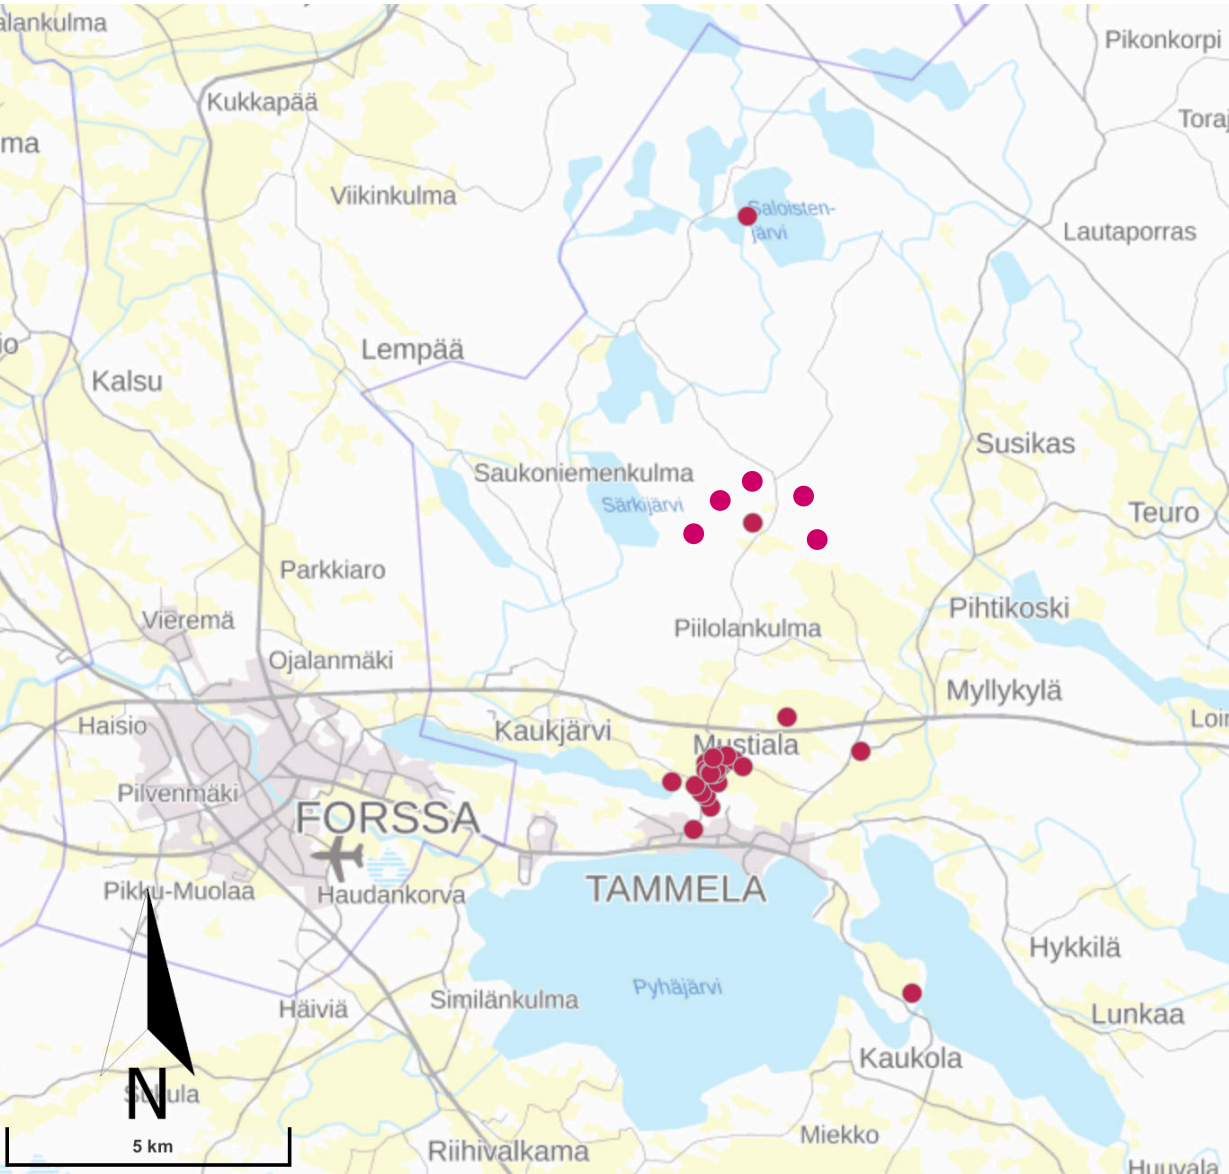 alankulma
Pikonkorpi
Kukkapää
Toraj
ma
Viikinkulma
Saloisten-
järvi
Lautaporras
io
Lempää
Kalsu
Susikas
Saukoniemenkulma
Särkijärvi
Teuro
Parkkiaro
Vieremä
Pihtikoski
Piilolankulma
Ojalanmäki
Myllykylä
Haisio
Kaukjärvi
Mustiala
Loin
Pilvenmäki
FORSSA
TAMMELA
Pikku-Muolaa
Haudankorva
Hykkilä
Pyhäjärvi
Similänkulma
Häiviä
Lunkaa
Kaukola
N
5 km
Riihivalkama
Miekko
Huuvala